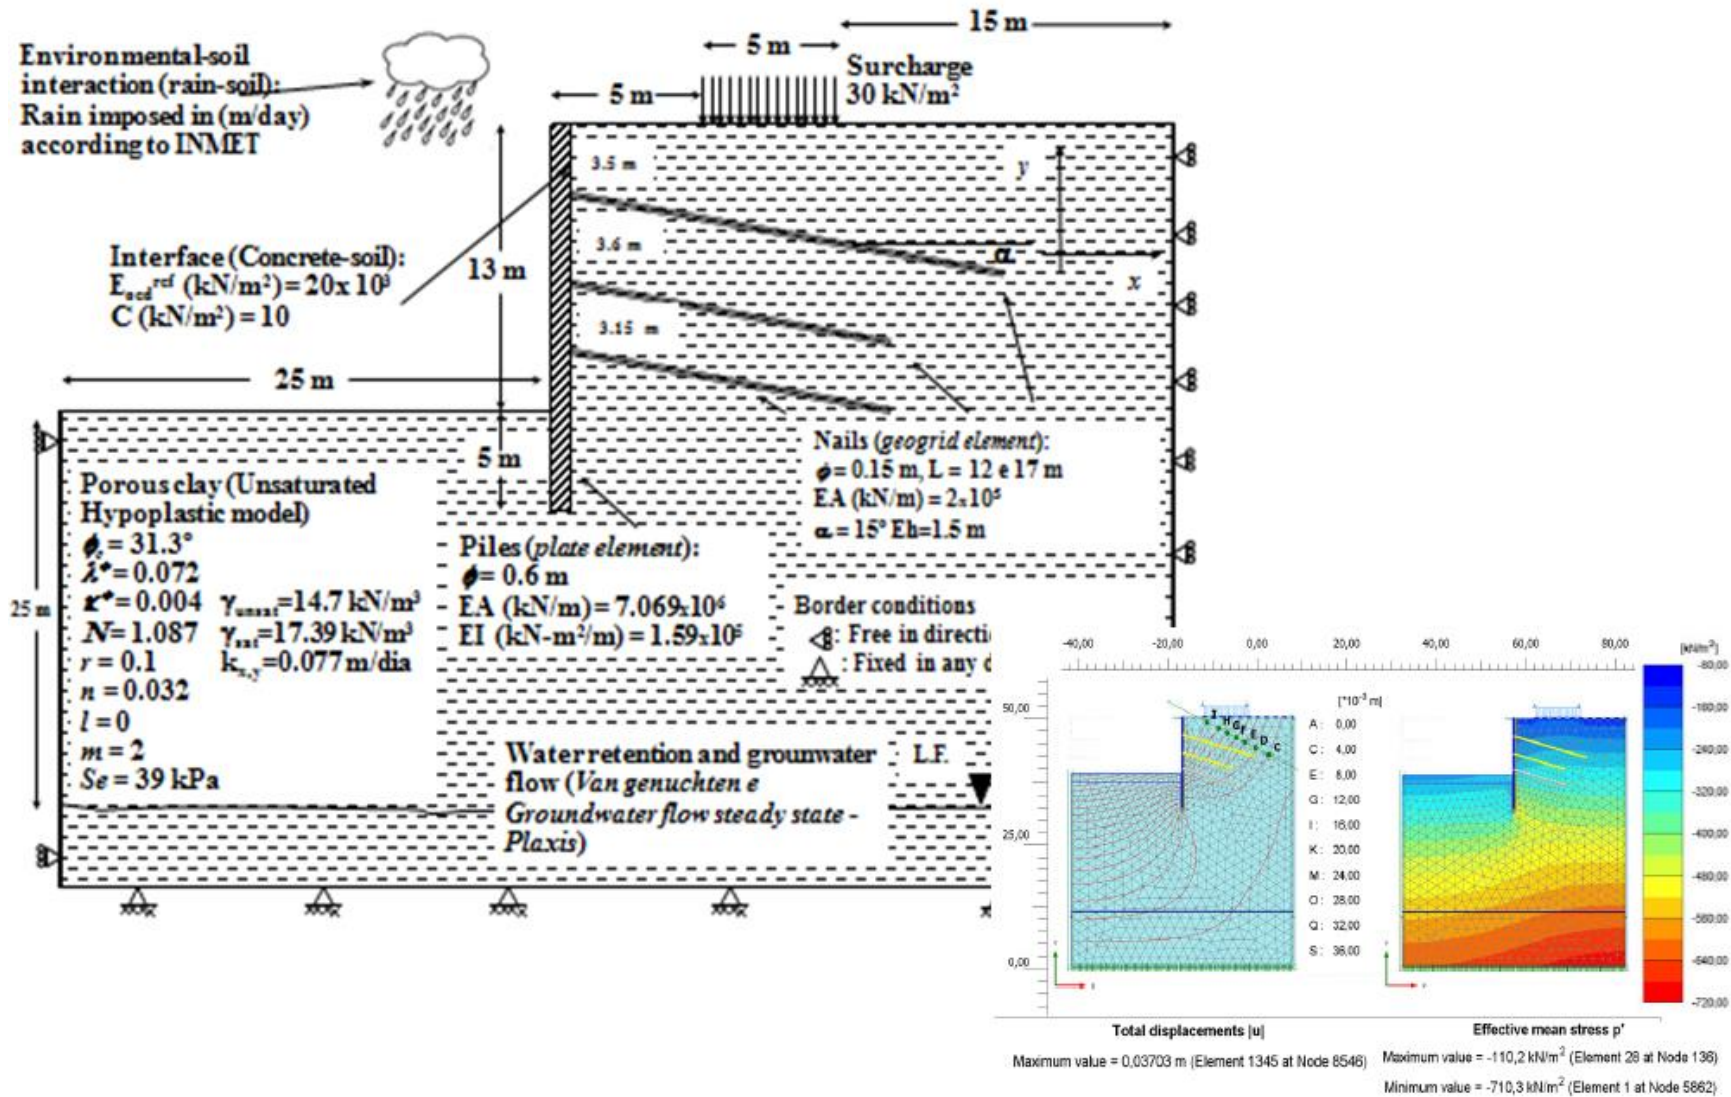 15 m
5 m
Environmental-soil
interaction (rain-soil):
Rain imposed in (m/day)
according to INMET
Surcharge
30 kN/m²
5 m
3.5 m
y
3.6 m
α
x
Interface (Concrete-soil):
C (kN/m²) = 10
13 m
3.15 m
25 m
5 m
Nails (geogrid element):
ϕ= 0.15 m, L = 12 e 17 m
EA (kN/m) = 2x10⁵
α = 15° Eh=1.5 m
Porous clay (Unsaturated
Hypoplastic model)
ϕc = 31.3°
λ*= 0.072
κ*= 0.004 γunsat=14.7 kN/m³
N= 1.087 γsat=17.39 kN/m³
r = 0.1 kx,y=0.077 m/dia
n = 0.032
l = 0
m = 2
Se = 39 kPa
25 m
Piles (plate element):
ϕ= 0.6 m
EA (kN/m) = 7.069x10⁶
EI (kN-m²/m) = 1.59x10⁵
Border conditions
: Free in directi
: Fixed in any d
Water retention and grounwater
flow (Van genuchten e
Groundwater flow steady state -
Plaxis)
L.F.
-40,00 -20,00 0,00 20,00 40,00 60,00 80,00
[kN/m²]
50,00
25,00
0,00
I H G F E D C
[*10⁻³ m]
A : 0,00
C : 4,00
E : 8,00
G : 12,00
I : 16,00
K : 20,00
M : 24,00
O : 28,00
Q : 32,00
S : 36,00
-80,00
-160,00
-240,00
-320,00
-400,00
-480,00
-560,00
-640,00
-720,00
Total displacements |u|
Maximum value = 0,03703 m (Element 1345 at Node 8546)
Effective mean stress p'
Maximum value = -110,2 kN/m² (Element 28 at Node 136)
Minimum value = -710,3 kN/m² (Element 1 at Node 5862)